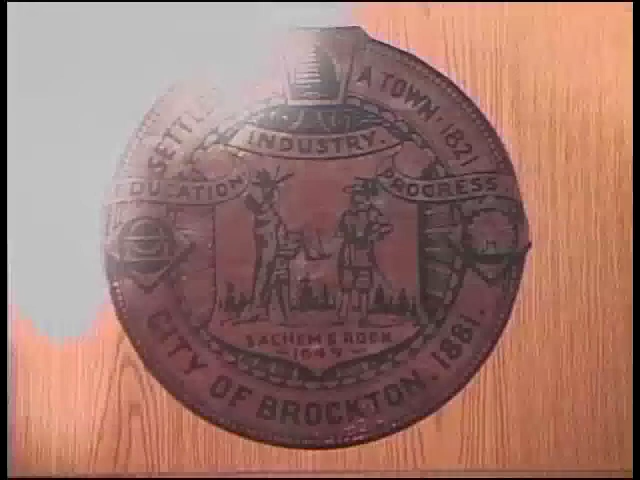 SETTLE
A TOWN · 1821
INDUSTRY.
EDUCATION
PROGRESS
SACHEM'S ROCK
-1649-
CITY OF BROCKTON. 1881.